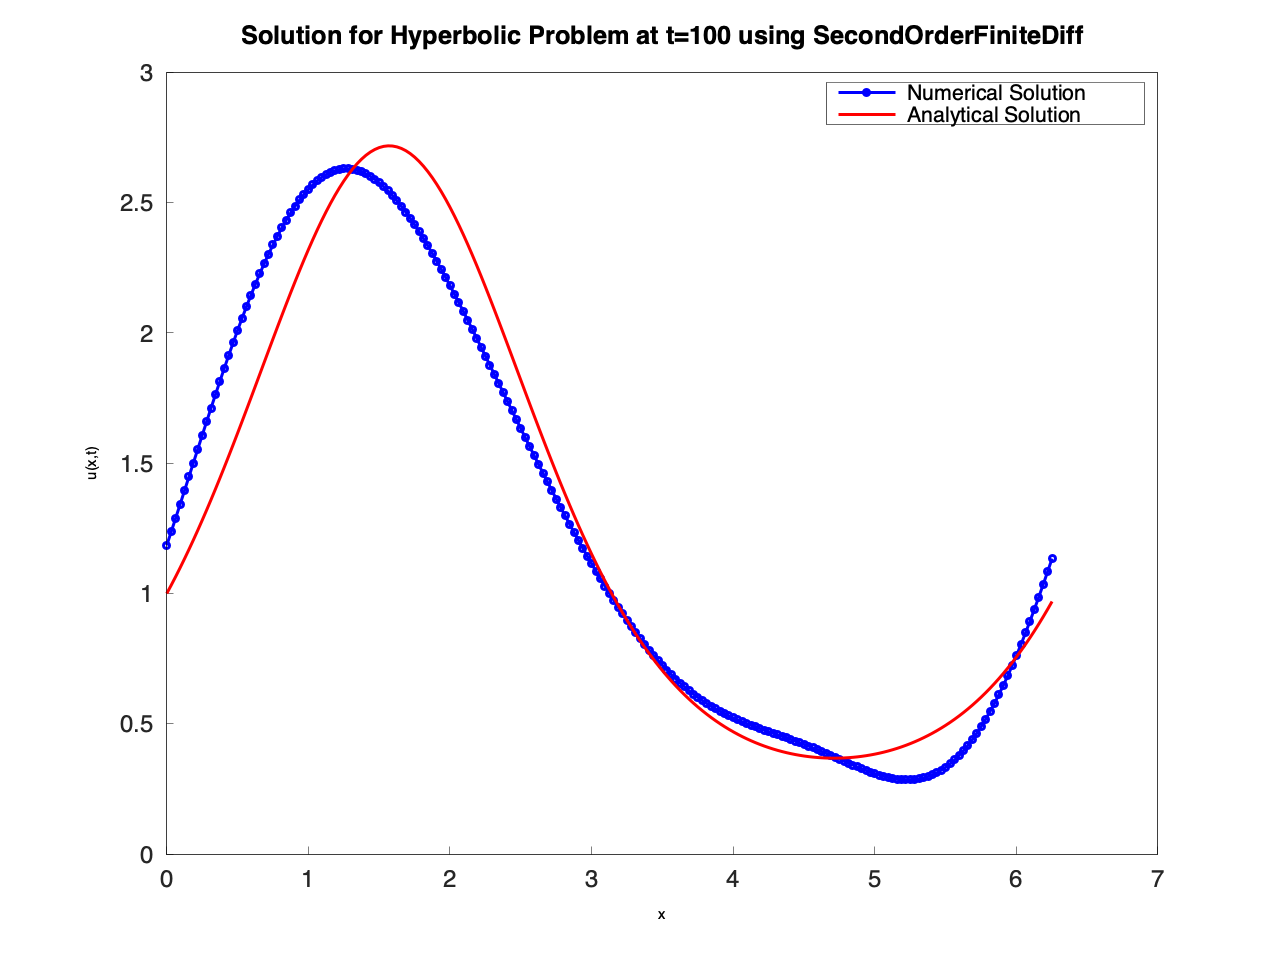 Solution for Hyperbolic Problem at t=100 using SecondOrderFiniteDiff
3
Numerical Solution
Analytical Solution
2.5
2
1.5
u(x,t)
1
0.5
0
0 1 2 3 4 5 6 7
x